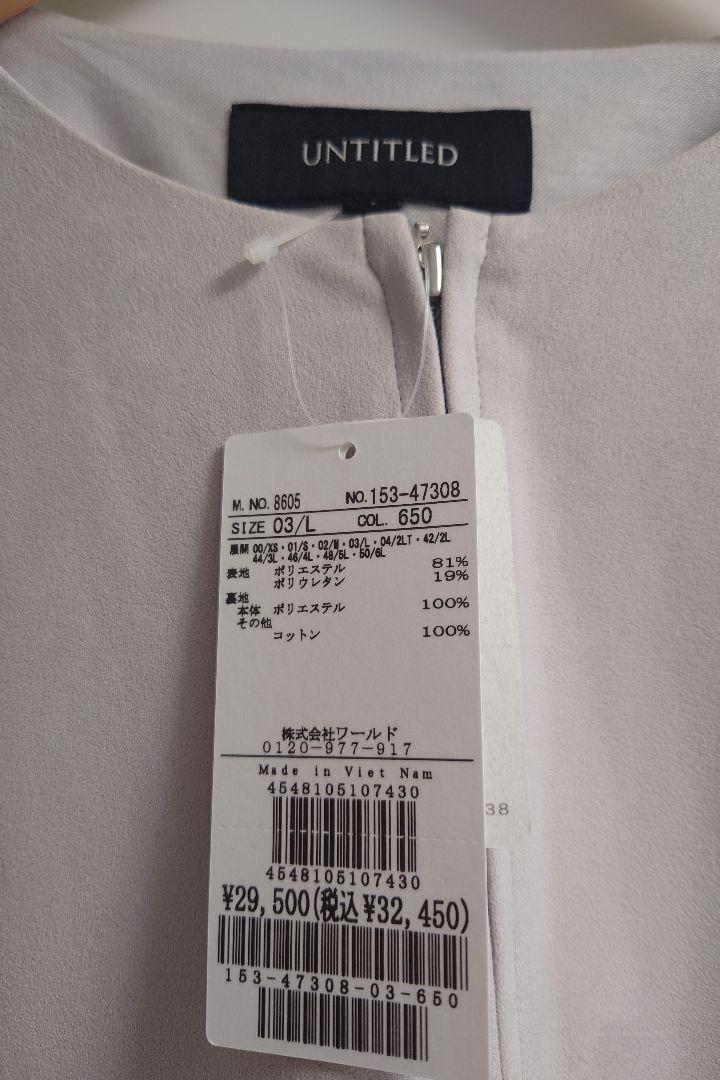 UNTITLED
M. NO. 8605 NO. 153-47308
SIZE 03/L COL. 650
展開 00/XS・01/S・02/M・03/L・04/2LT・42/2L・
44/3L・46/4L・48/5L・50/6L
表地 ポリエステル 81%
ポリウレタン 19%
裏地
本体 ポリエステル 100%
その他
コットン 100%
株式会社ワールド
0120-977-917
Made in Viet Nam
4548105107430
38
4548105107430
¥29,500(税込¥32,450)
153-47308-03-650